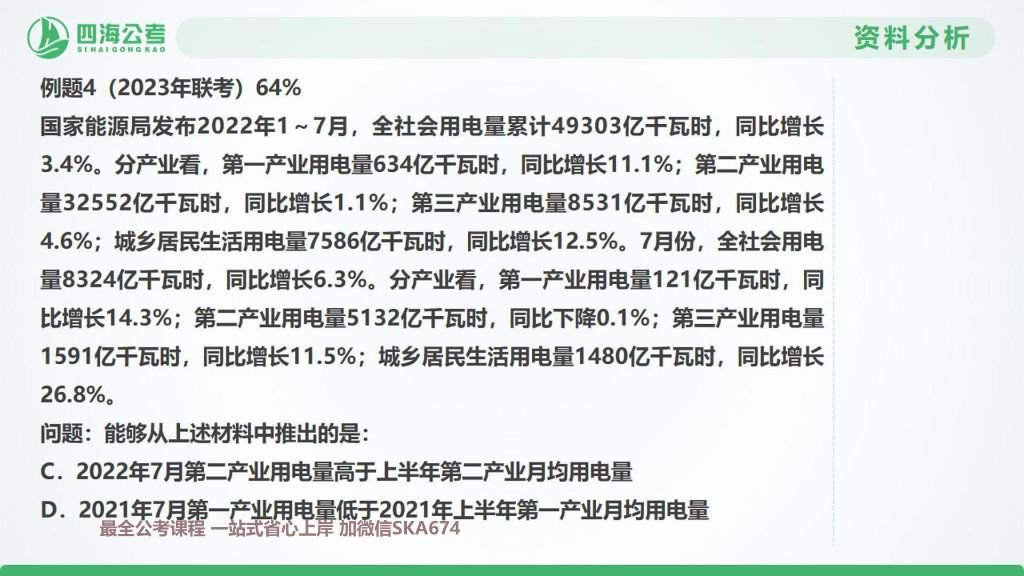 四海公考
SIHAIGONGKAO
资料分析
例题4（2023年联考）64%
国家能源局发布2022年1～7月，全社会用电量累计49303亿千瓦时，同比增长
3.4%。分产业看，第一产业用电量634亿千瓦时，同比增长11.1%；第二产业用电
量32552亿千瓦时，同比增长1.1%；第三产业用电量8531亿千瓦时，同比增长
4.6%；城乡居民生活用电量7586亿千瓦时，同比增长12.5%。7月份，全社会用电
量8324亿千瓦时，同比增长6.3%。分产业看，第一产业用电量121亿千瓦时，同
比增长14.3%；第二产业用电量5132亿千瓦时，同比下降0.1%；第三产业用电量
1591亿千瓦时，同比增长11.5%；城乡居民生活用电量1480亿千瓦时，同比增长
26.8%。
问题：能够从上述材料中推出的是：
C．2022年7月第二产业用电量高于上半年第二产业月均用电量
D．2021年7月第一产业用电量低于2021年上半年第一产业月均用电量
最全公考课程 一站式省心上岸 加微信SKA674